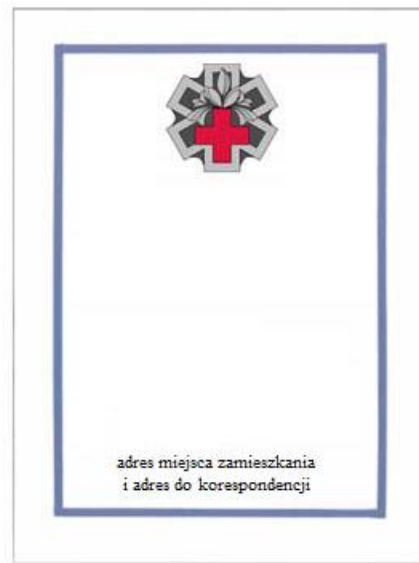 adres miejsca zamieszkania
i adres do korespondencji